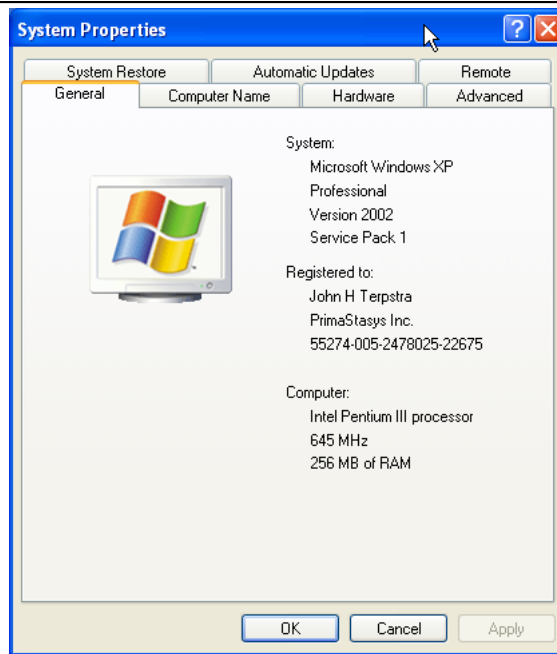 System Properties
System Restore
Automatic Updates
Remote
General
Computer Name
Hardware
Advanced
System:
Microsoft Windows XP
Professional
Version 2002
Service Pack 1
Registered to:
John H Terpstra
PrimaStasys Inc.
55274-005-2478025-22675
Computer:
Intel Pentium III processor
645 MHz
256 MB of RAM
OK
Cancel
Apply